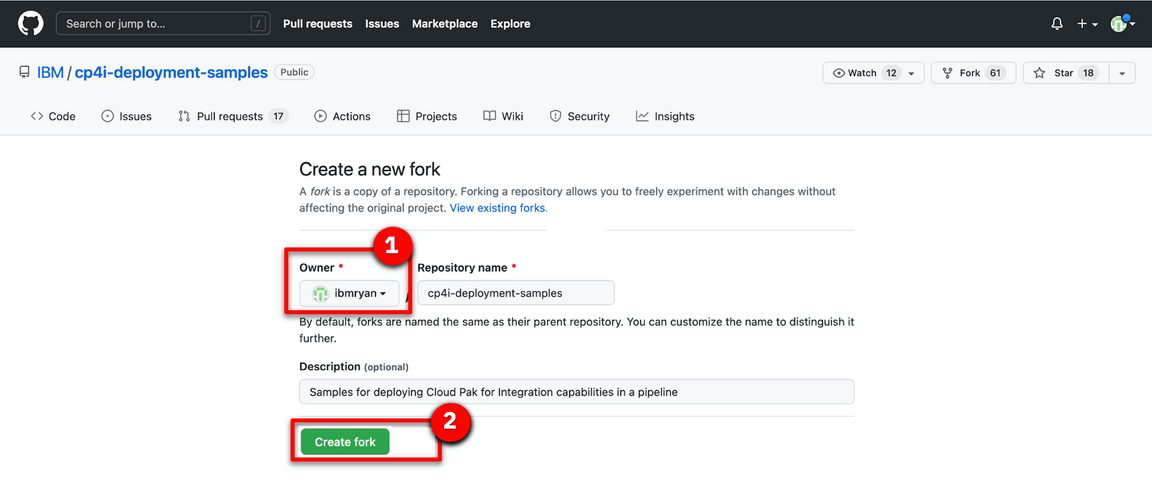 Search or jump to... / Pull requests Issues Marketplace Explore
IBM / cp4i-deployment-samples Public Watch 12 Fork 61 Star 18
<> Code Issues Pull requests 17 Actions Projects Wiki Security Insights
Create a new fork
A fork is a copy of a repository. Forking a repository allows you to freely experiment with changes without
affecting the original project. View existing forks.
1
Owner * Repository name *
ibmryan / cp4i-deployment-samples
By default, forks are named the same as their parent repository. You can customize the name to distinguish it
further.
Description (optional)
Samples for deploying Cloud Pak for Integration capabilities in a pipeline
2
Create fork